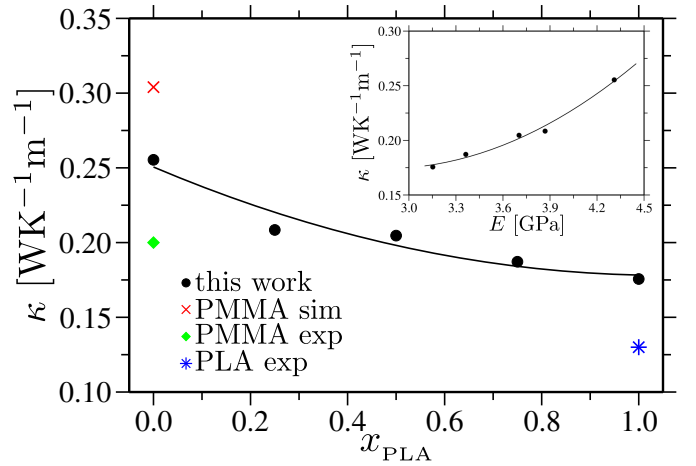 0.35
0.30
0.25
0.20
0.15
0.10
κ [WK⁻¹m⁻¹]
0.0
0.2
0.4
0.6
0.8
1.0
x_PLA
this work
PMMA sim
PMMA exp
PLA exp
0.30
0.25
0.20
0.15
κ [WK⁻¹m⁻¹]
3.0
3.3
3.6
3.9
4.2
4.5
E [GPa]